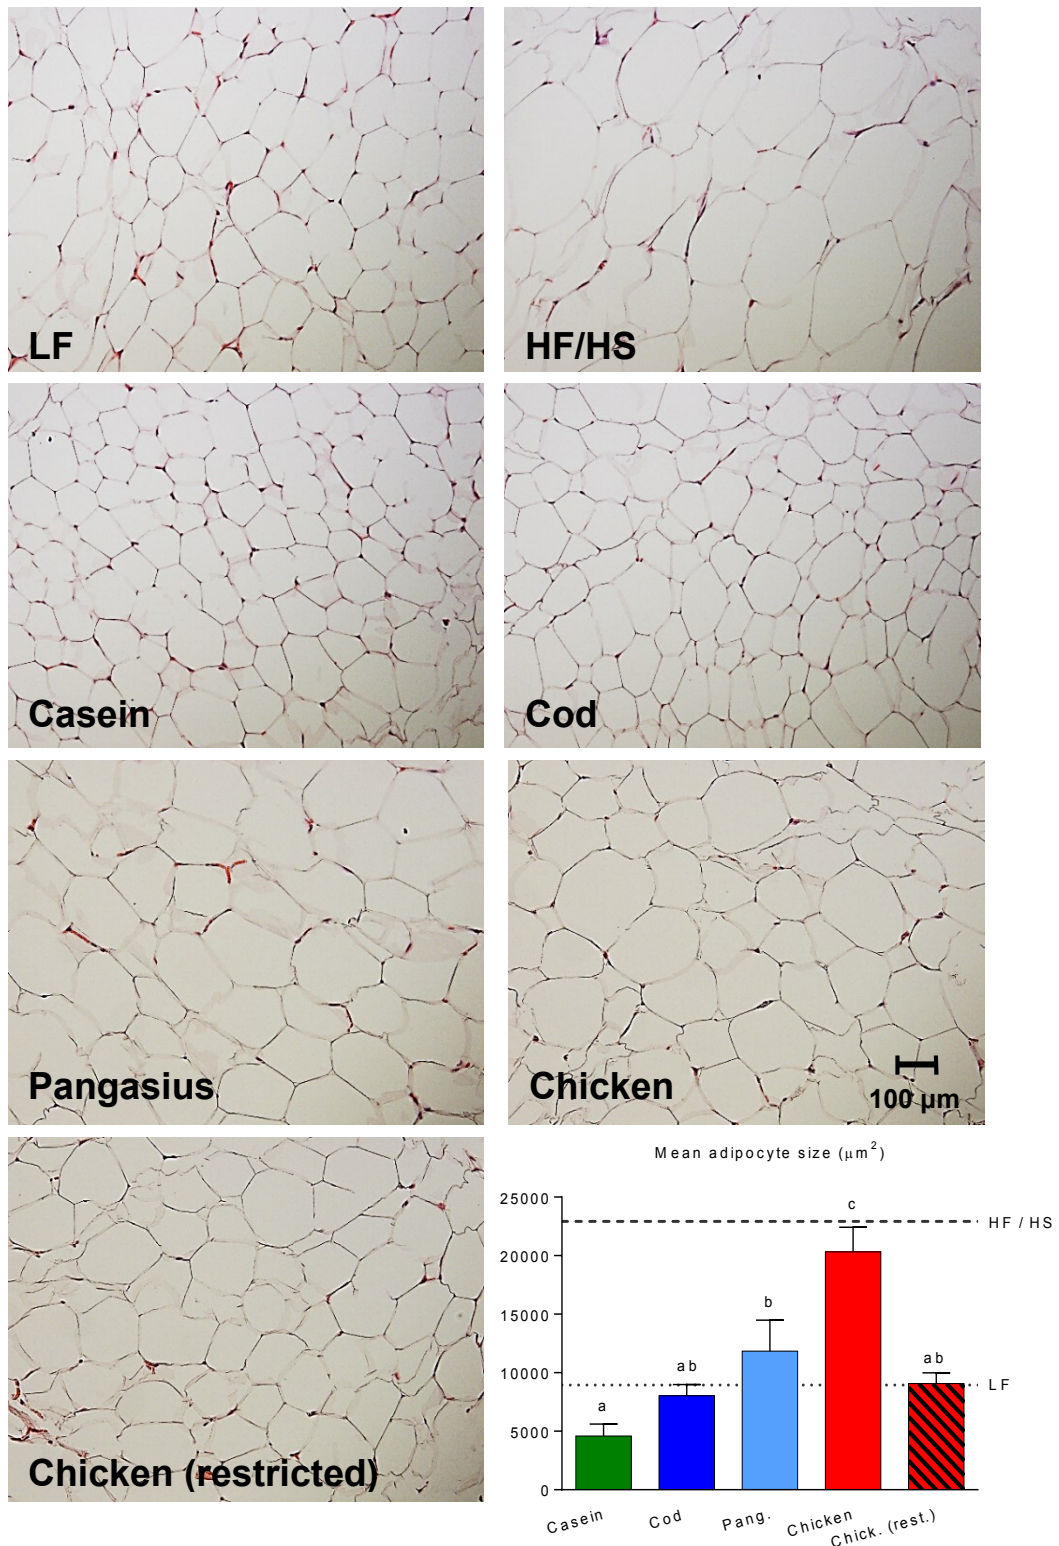 LF
HF/HS
Casein
Cod
Pangasius
Chicken
100 µm
Chicken (restricted)
Mean adipocyte size (µm²)
25000
20000
15000
10000
5000
0
HF / HS
LF
a
a b
b
c
a b
Casein
Cod
Pang.
Chicken
Chick. (rest.)